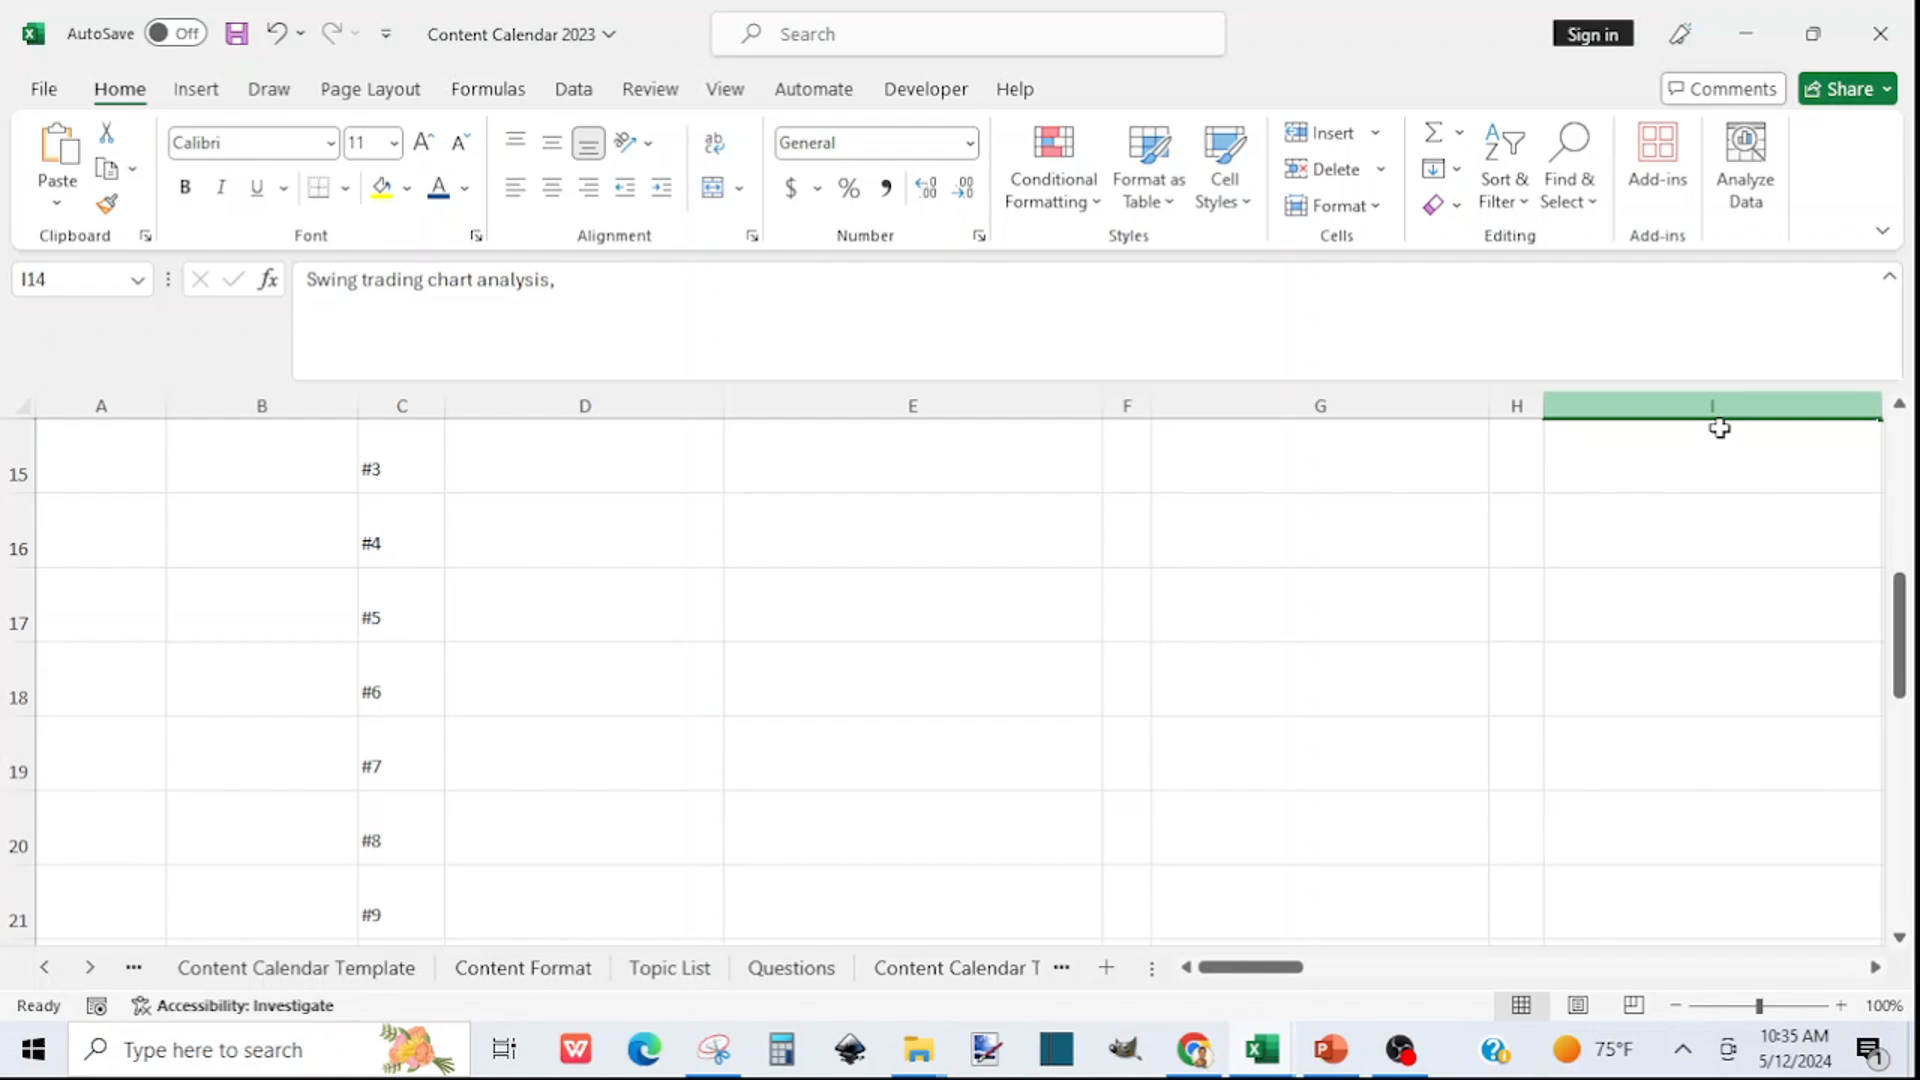 AutoSave Off Content Calendar 2023 Search Sign in
File Home Insert Draw Page Layout Formulas Data Review View Automate Developer Help Comments Share
Paste Calibri 11 General Conditional Formatting Format as Table Cell Styles Insert Delete Format Sort & Filter Find & Select Add-ins Analyze Data
Clipboard Font Alignment Number Styles Cells Editing Add-ins
I14 fx Swing trading chart analysis,
A B C D E F G H I
15 #3
16 #4
17 #5
18 #6
19 #7
20 #8
21 #9
Content Calendar Template Content Format Topic List Questions Content Calendar T
Ready Accessibility: Investigate 100%
Type here to search 75°F 10:35 AM
5/12/2024 1